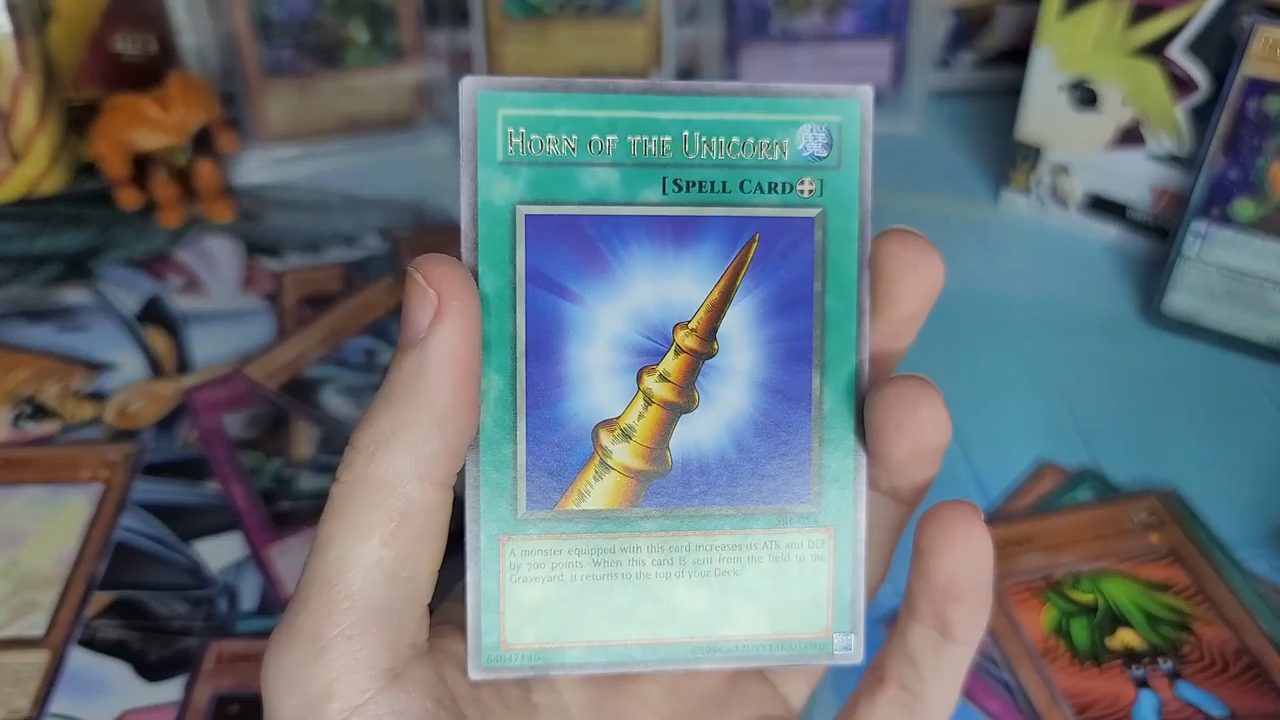 HORN OF THE UNICORN 魔
[SPELL CARD]
A monster equipped with this card increases its ATK and DEF
by 700 points. When this card is sent from the field to the
Graveyard, it returns to the top of your Deck.
64047146